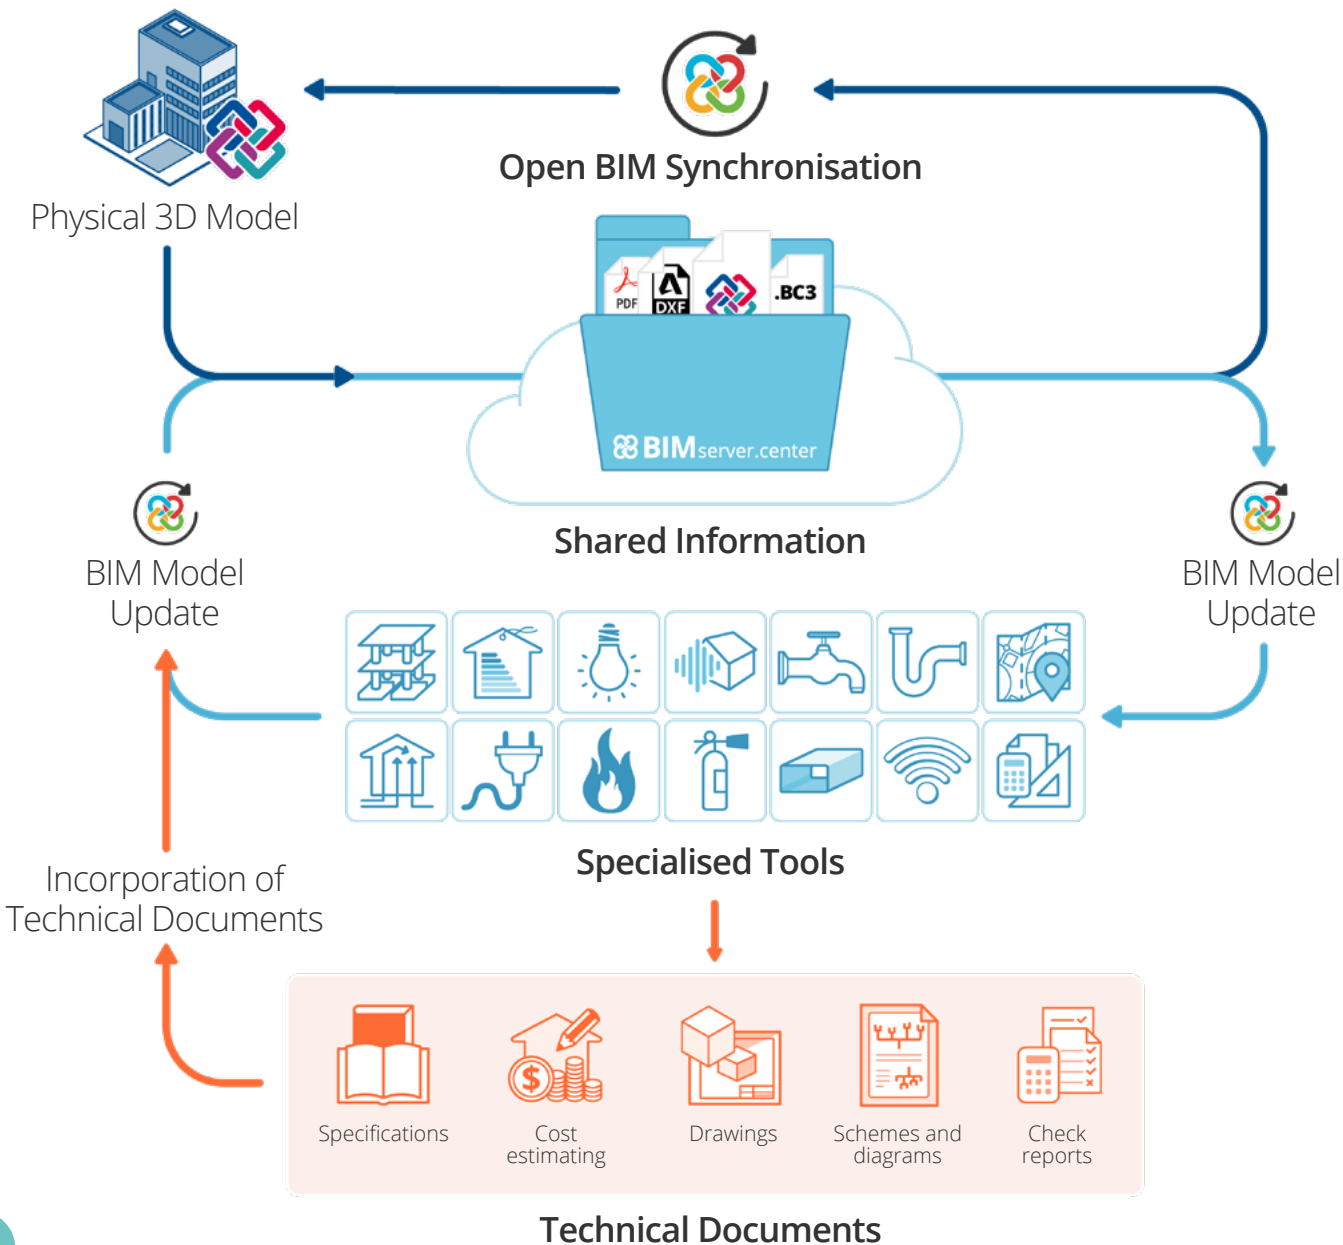 Open BIM Synchronisation
Physical 3D Model
PDF
DXF
.BC3
BIMserver.center
Shared Information
BIM Model
Update
BIM Model
Update
Specialised Tools
Incorporation of
Technical Documents
$
Specifications
Cost
estimating
Drawings
Schemes and
diagrams
Check
reports
Technical Documents